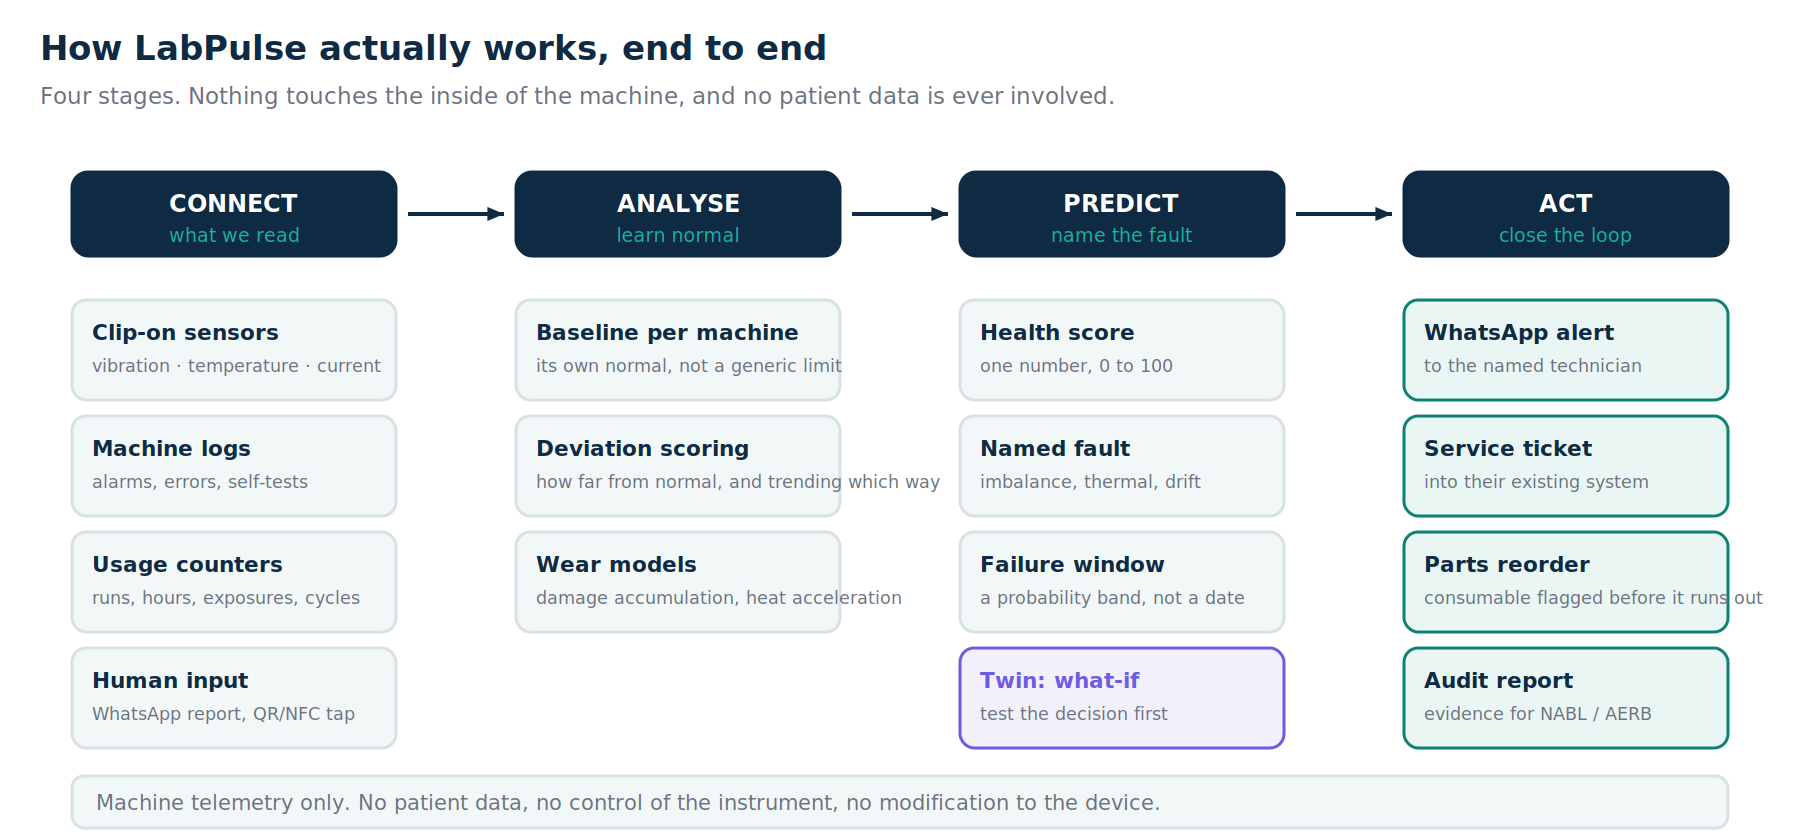 How LabPulse actually works, end to end
Four stages. Nothing touches the inside of the machine, and no patient data is ever involved.
CONNECT
what we read
ANALYSE
learn normal
PREDICT
name the fault
ACT
close the loop
Clip-on sensors
vibration · temperature · current
Machine logs
alarms, errors, self-tests
Usage counters
runs, hours, exposures, cycles
Human input
WhatsApp report, QR/NFC tap
Baseline per machine
its own normal, not a generic limit
Deviation scoring
how far from normal, and trending which way
Wear models
damage accumulation, heat acceleration
Health score
one number, 0 to 100
Named fault
imbalance, thermal, drift
Failure window
a probability band, not a date
Twin: what-if
test the decision first
WhatsApp alert
to the named technician
Service ticket
into their existing system
Parts reorder
consumable flagged before it runs out
Audit report
evidence for NABL / AERB
Machine telemetry only. No patient data, no control of the instrument, no modification to the device.